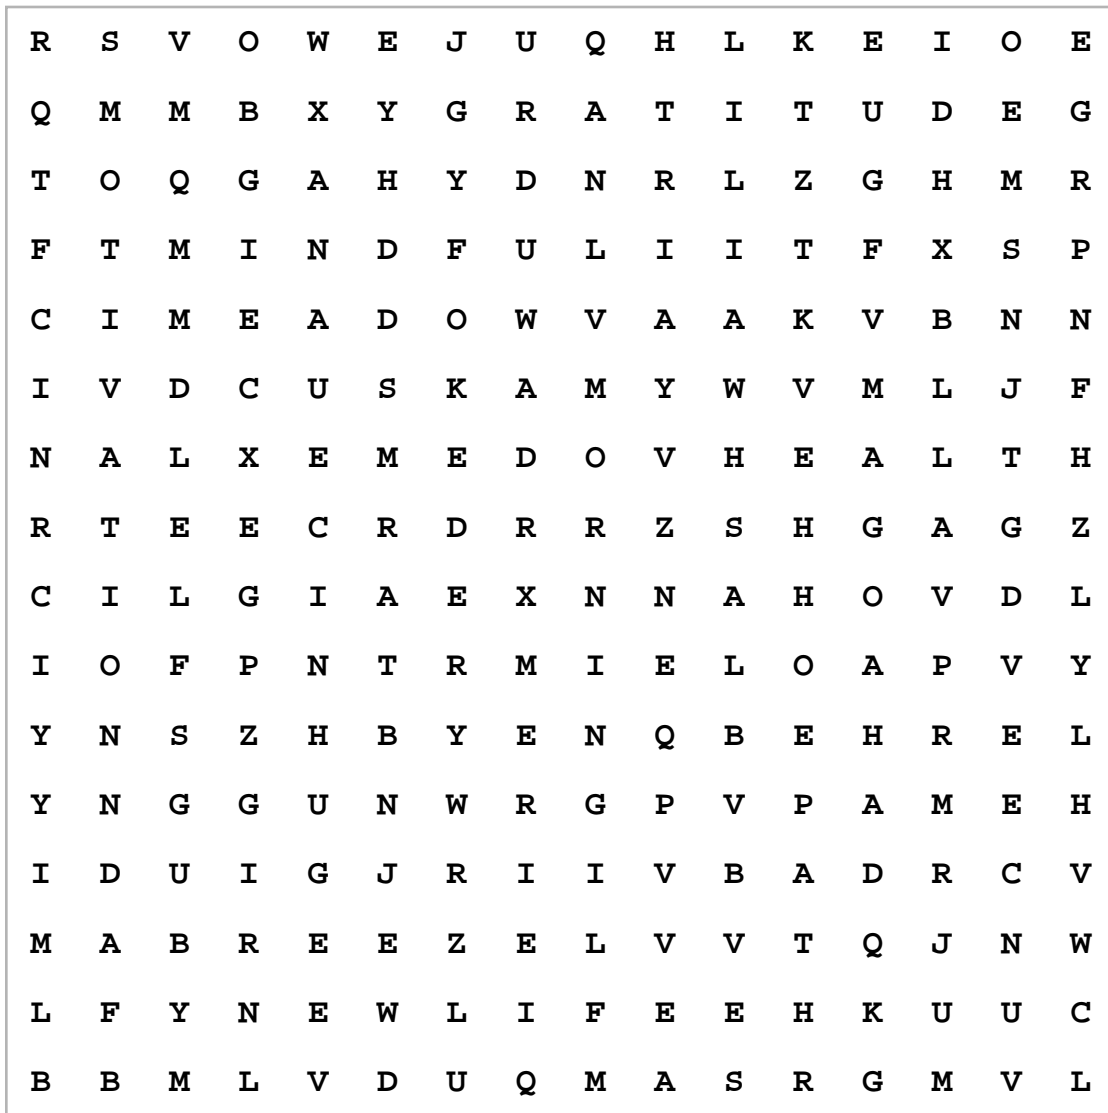 R S V O W E J U Q H L K E I O E
Q M M B X Y G R A T I T U D E G
T O Q G A H Y D N R L Z G H M R
F T M I N D F U L I I T F X S P
C I M E A D O W V A A K V B N N
I V D C U S K A M Y W V M L J F
N A L X E M E D O V H E A L T H
R T E E C R D R R Z S H G A G Z
C I L G I A E X N N A H O V D L
I O F P N T R M I E L O A P V Y
Y N S Z H B Y E N Q B E H R E L
Y N G G U N W R G P V P A M E H
I D U I G J R I I V B A D R C V
M A B R E E Z E L V V T Q J N W
L F Y N E W L I F E E H K U U C
B B M L V D U Q M A S R G M V L